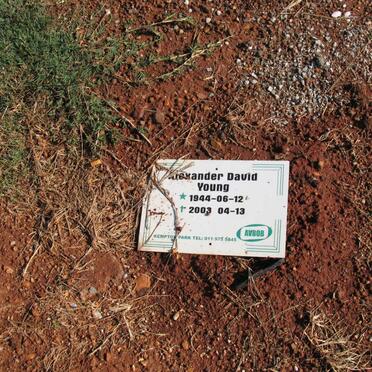 Alexander David
Young
★ 1944-06-12
✝ 2003 04-13
KEMPTON PARK TEL: 011 975 5845
AVBOB